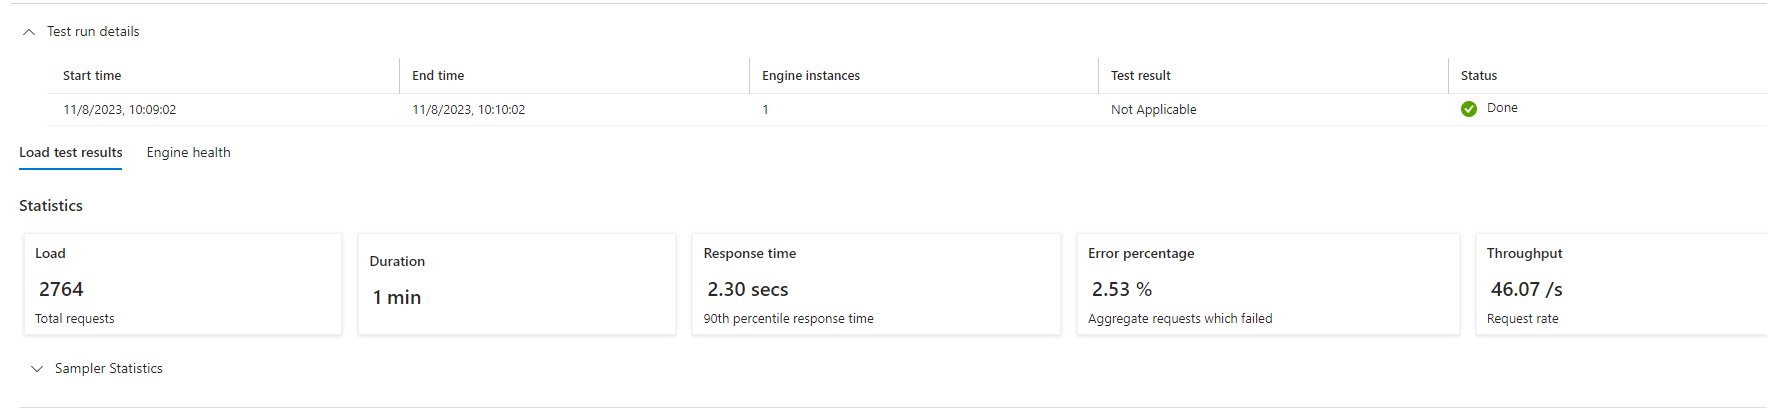 Test run details
Start time End time Engine instances Test result Status
11/8/2023, 10:09:02 11/8/2023, 10:10:02 1 Not Applicable Done
Load test results Engine health
Statistics
Load Duration Response time Error percentage Throughput
2764 1 min 2.30 secs 2.53 % 46.07 /s
Total requests 90th percentile response time Aggregate requests which failed Request rate
Sampler Statistics